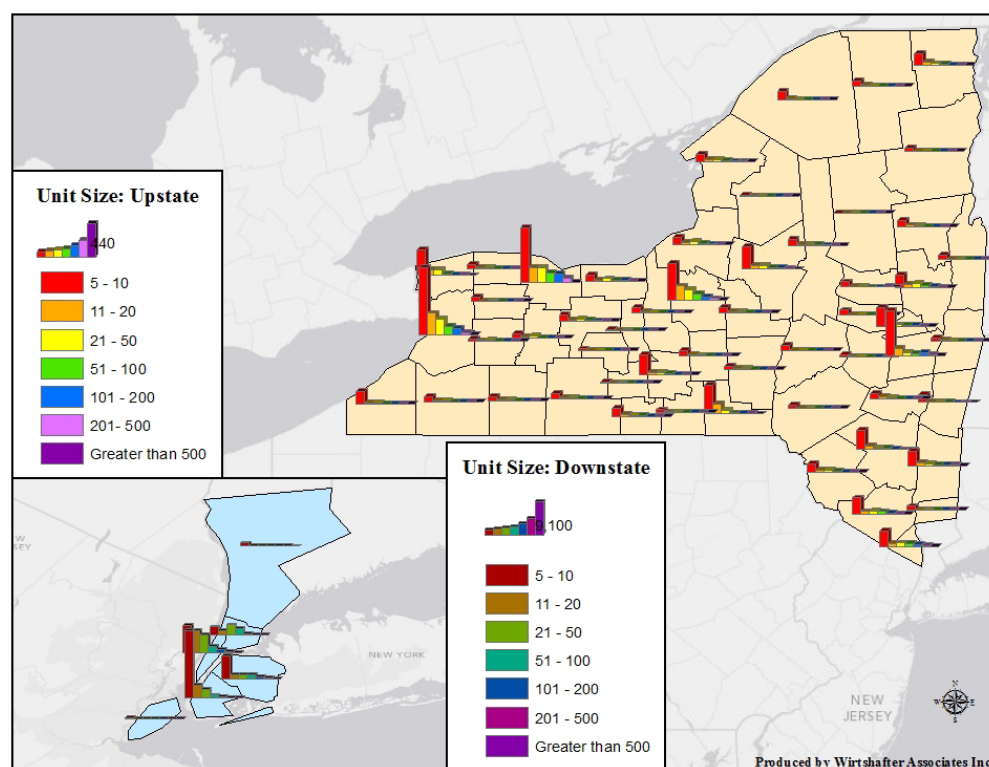 Unit Size: Upstate
440
5 - 10
11 - 20
21 - 50
51 - 100
101 - 200
201- 500
Greater than 500
Unit Size: Downstate
9,100
5 - 10
11 - 20
21 - 50
51 - 100
101 - 200
201 - 500
Greater than 500
JERSEY
NEW YORK
NEW
JERSEY
N
W
E
S
Produced by Wirtshafter Associates Inc